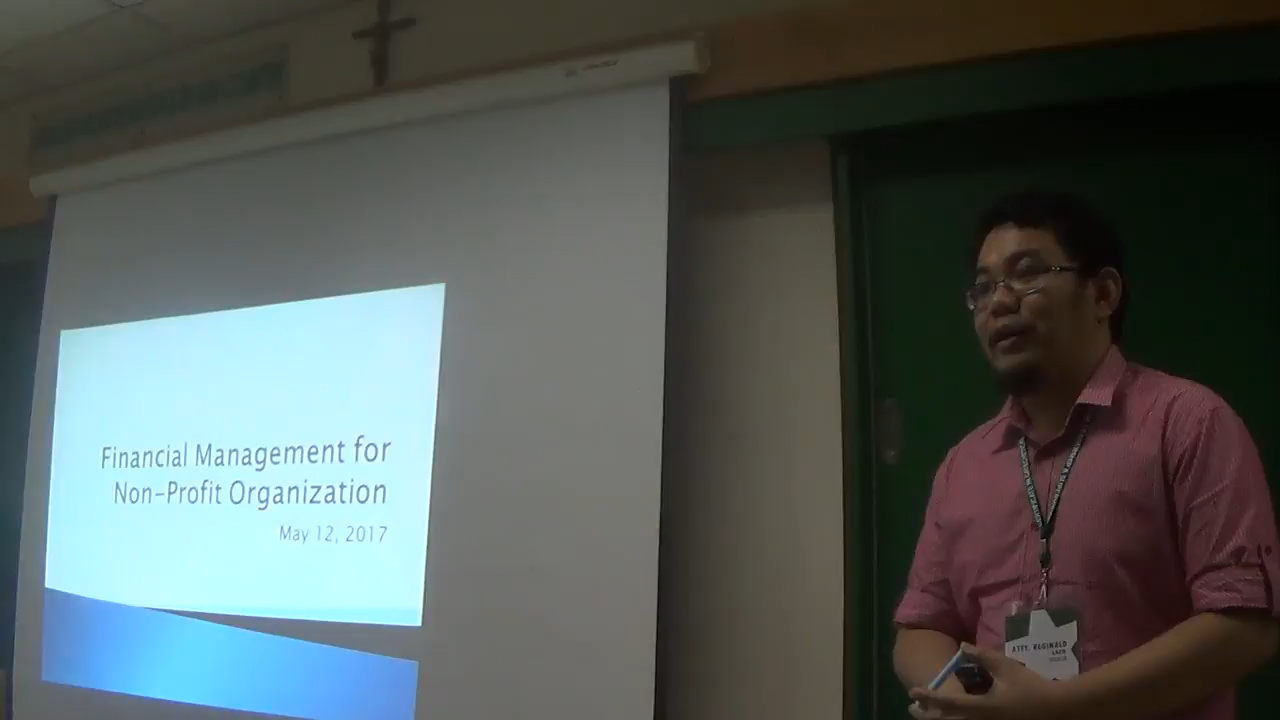 Financial Management for
Non-Profit Organization
May 12, 2017
ATTY. REGINALD